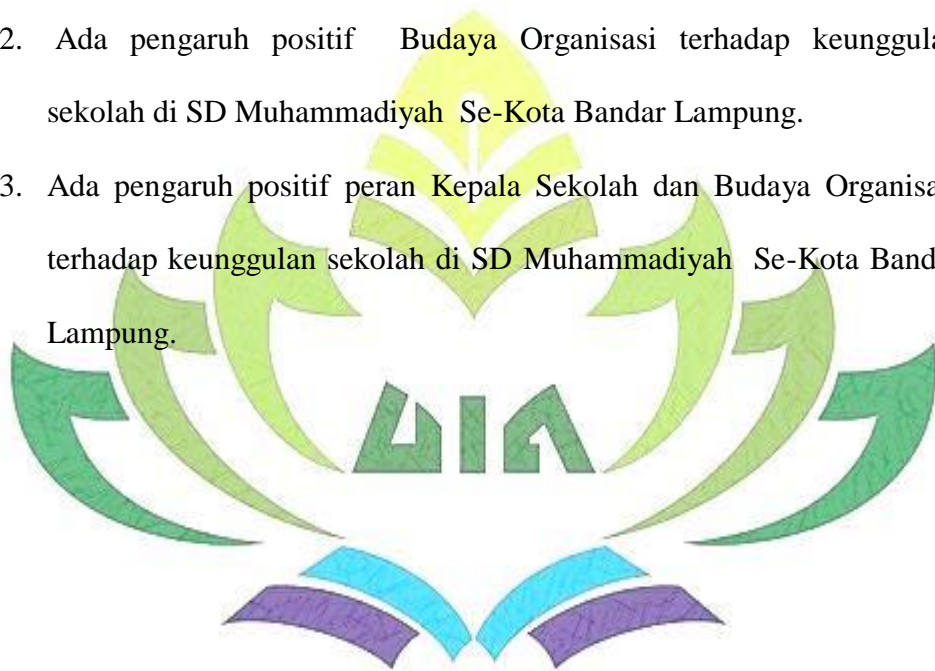 2. Ada pengaruh positif Budaya Organisasi terhadap keunggula
sekolah di SD Muhammadiyah Se-Kota Bandar Lampung.
3. Ada pengaruh positif peran Kepala Sekolah dan Budaya Organisa
terhadap keunggulan sekolah di SD Muhammadiyah Se-Kota Band
Lampung.
UIN